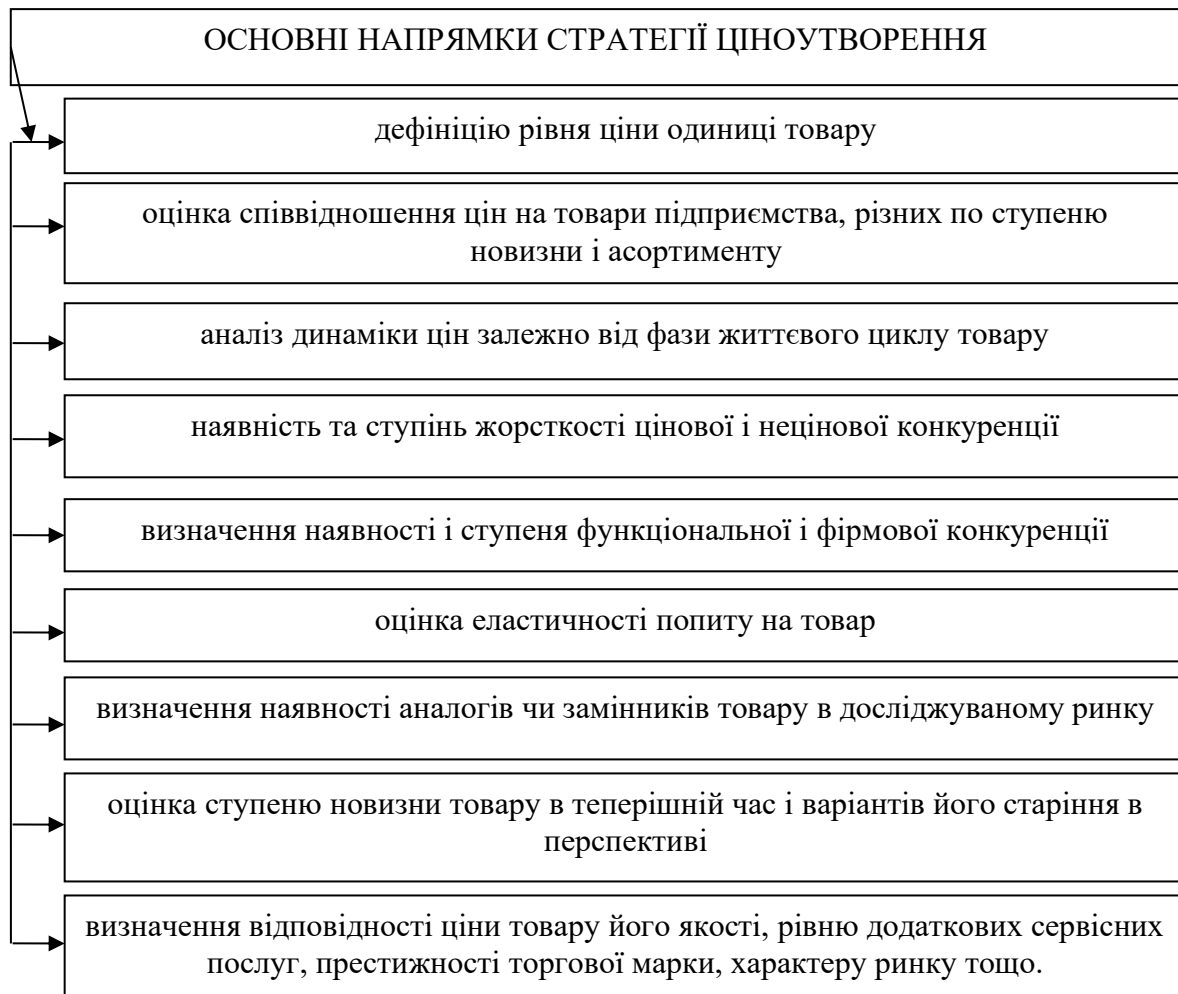 ОСНОВНІ НАПРЯМКИ СТРАТЕГІЇ ЦІНОУТВОРЕННЯ
дефініцію рівня ціни одиниці товару
оцінка співвідношення цін на товари підприємства, різних по ступеню
новизни і асортименту
аналіз динаміки цін залежно від фази життєвого циклу товару
наявність та ступінь жорсткості цінової і нецінової конкуренції
визначення наявності і ступеня функціональної і фірмової конкуренції
оцінка еластичності попиту на товар
визначення наявності аналогів чи замінників товару в досліджуваному ринку
оцінка ступеню новизни товару в теперішній час і варіантів його старіння в
перспективі
визначення відповідності ціни товару його якості, рівню додаткових сервісних
послуг, престижності торгової марки, характеру ринку тощо.